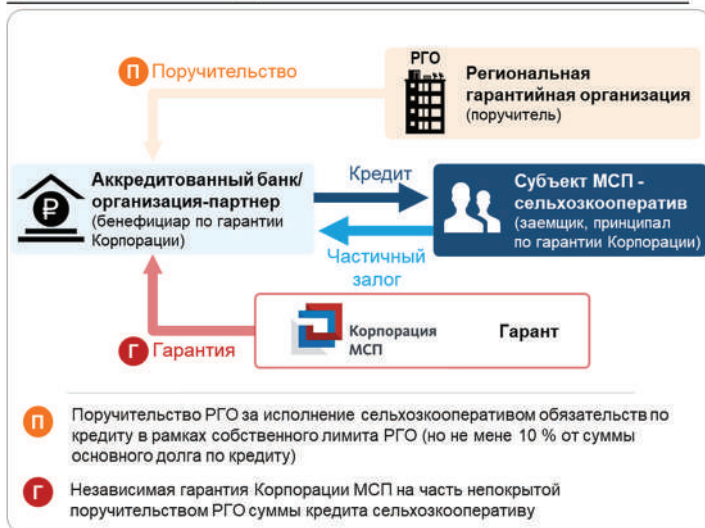 РГО
П Поручительство
Региональная
гарантийная организация
(поручитель)
Аккредитованный банк/
организация-партнер
(бенефициар по гарантии
Корпорации)
Кредит
Частичный
залог
Субъект МСП -
сельхозкооператив
(заемщик, принципал
по гарантии Корпорации)
Г Гарантия
Корпорация
МСП
Гарант
П Поручительство РГО за исполнение сельхозкооперативом обязательств по
кредиту в рамках собственного лимита РГО (но не мене 10 % от суммы
основного долга по кредиту)
Г Независимая гарантия Корпорации МСП на часть непокрытой
поручительством РГО суммы кредита сельхозкооперативу